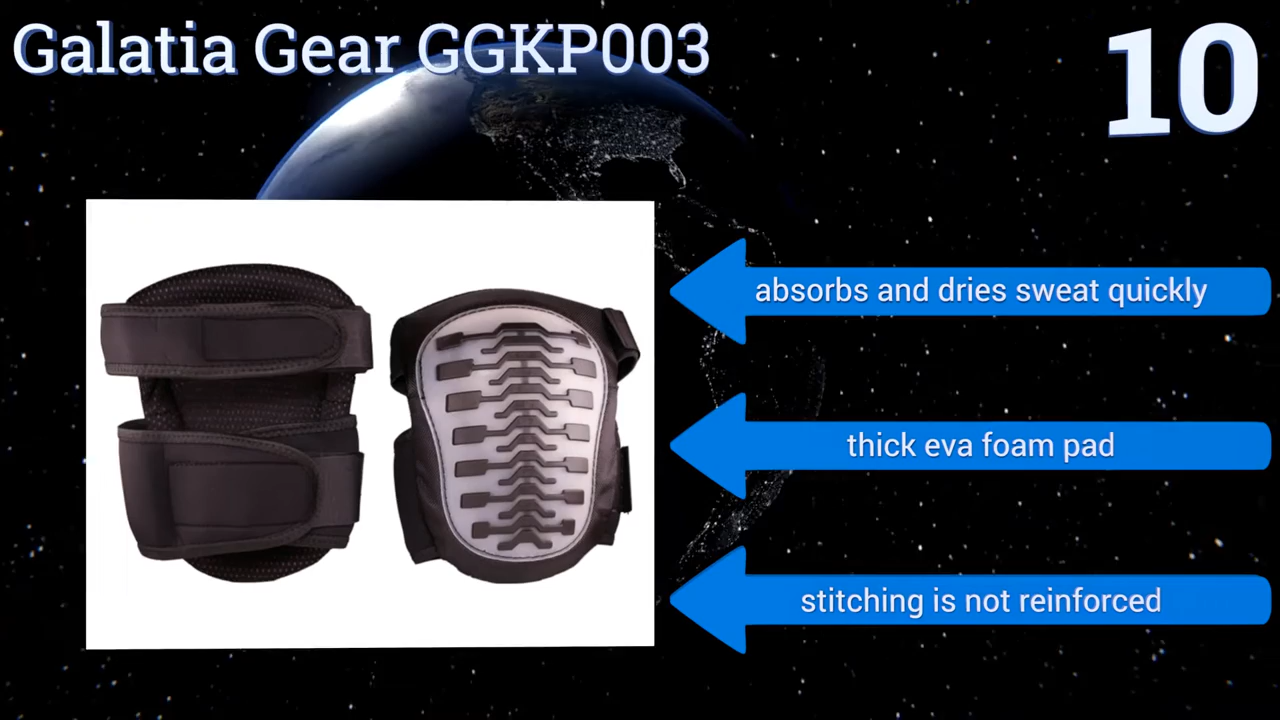 Galatia Gear GGKP003
10
absorbs and dries sweat quickly
thick eva foam pad
stitching is not reinforced